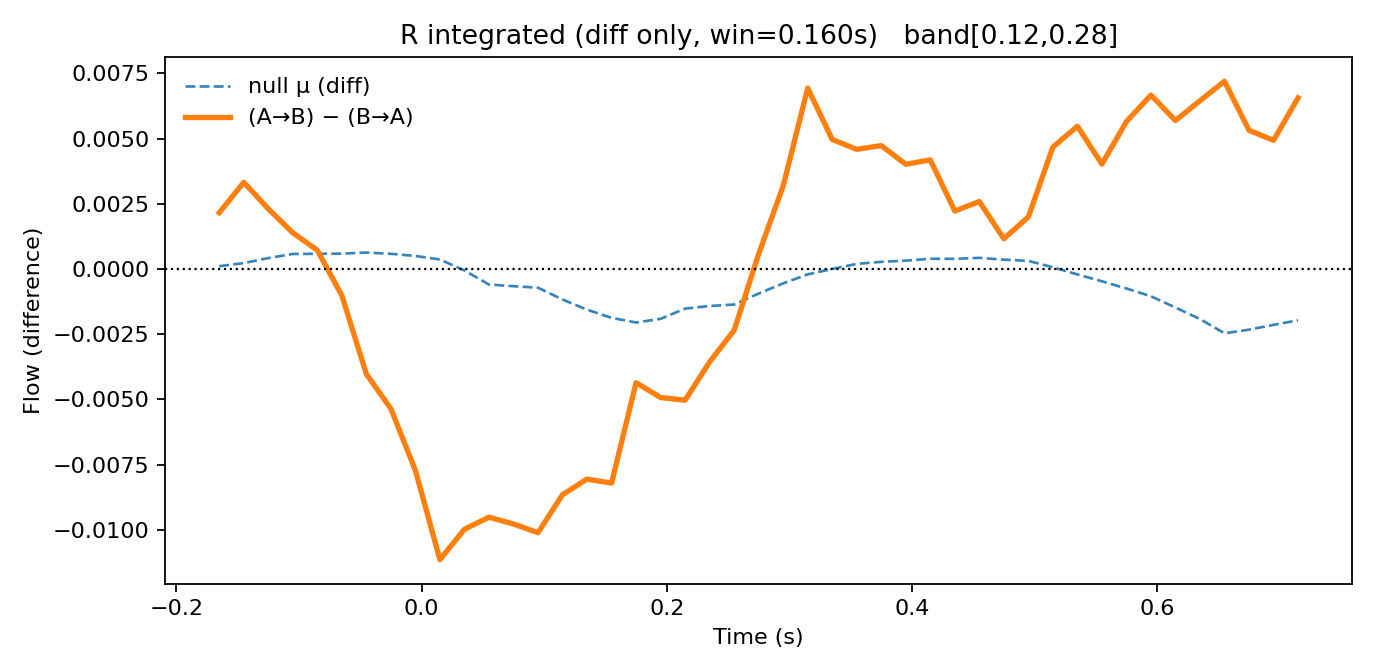 R integrated (diff only, win=0.160s)   band[0.12,0.28]
null μ (diff)
(A→B) − (B→A)
0.0075
0.0050
0.0025
0.0000
−0.0025
−0.0050
−0.0075
−0.0100
Flow (difference)
−0.2
0.0
0.2
0.4
0.6
Time (s)